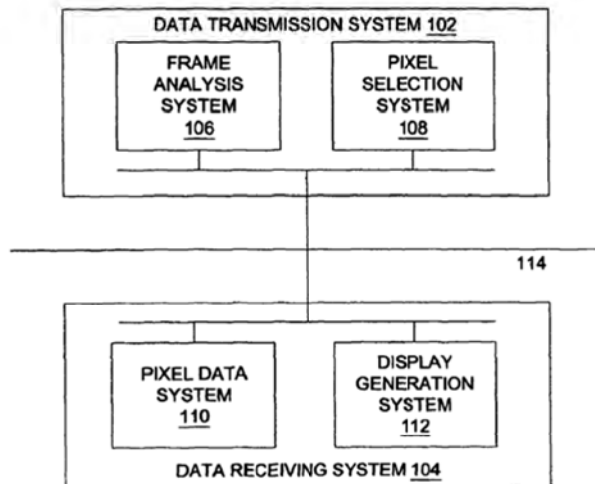 DATA TRANSMISSION SYSTEM 102
FRAME
ANALYSIS
SYSTEM
106
PIXEL
SELECTION
SYSTEM
108
114
PIXEL DATA
SYSTEM
110
DISPLAY
GENERATION
SYSTEM
112
DATA RECEIVING SYSTEM 104